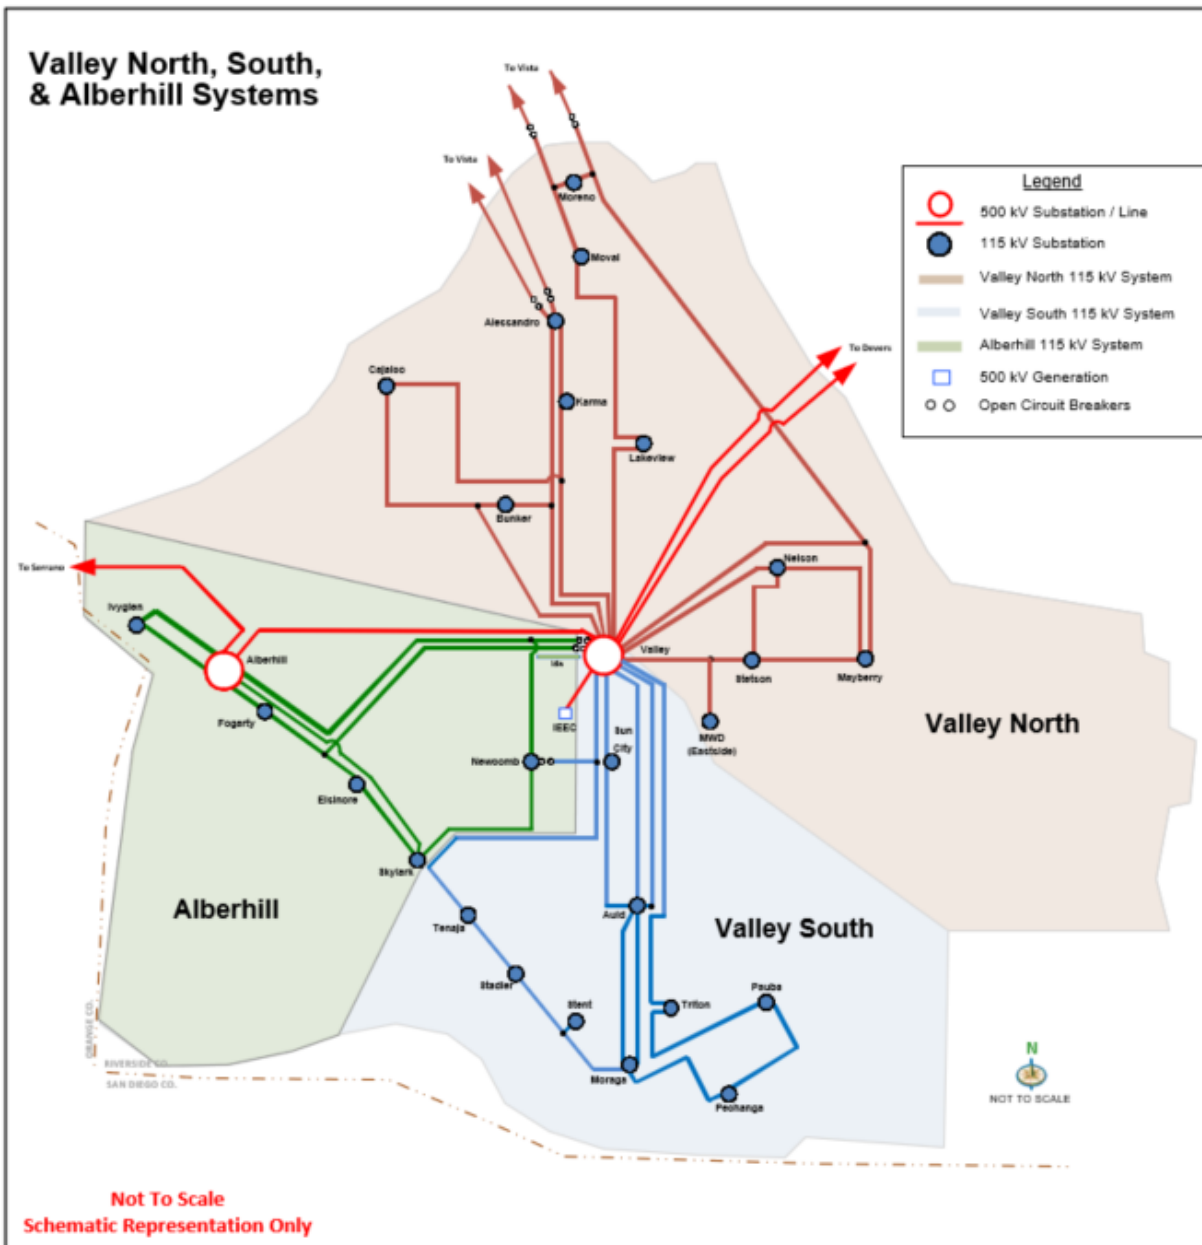 Valley North, South,
& Alberhill Systems
To Vista
To Vista
Moreno
Moval
Alessandro
Cajalco
Karma
Lakeview
Bunker
To Devers
Legend
500 kV Substation / Line
115 kV Substation
Valley North 115 kV System
Valley South 115 kV System
Alberhill 115 kV System
500 kV Generation
Open Circuit Breakers
To Serrano
Ivyglen
Alberhill
Fogarty
Elsinore
Skylark
Newcomb
IEEC
Sun
City
Valley
Nelson
Stetson
Mayberry
MWD
(Eastside)
Valley North
Alberhill
Valley South
Tenaja
Stadler
Stent
Auld
Triton
Pauba
Moraga
Pechanga
ORANGE CO.
RIVERSIDE CO.
SAN DIEGO CO.
N
NOT TO SCALE
Not To Scale
Schematic Representation Only